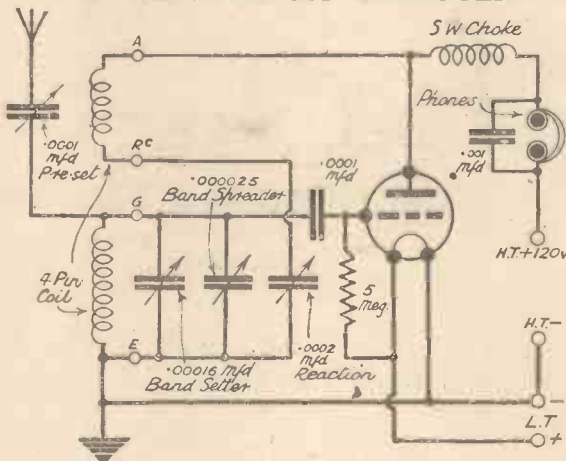 A
S W Choke
Phones
.0001
mfd
Pre-set
Rc
.0001
mfd
.001
mfd
G
.000025
Band Spreader
H.T.+120v
4 Pin
Coil
5
Meg.
H.T.-
E
.00016 mfd
Band Setter
.0002
mfd
Reaction
-
L.T
+